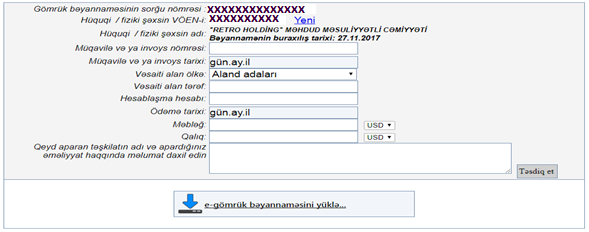 Gömrük bəyannaməsinin sorğu nömrəsi : XXXXXXXXXXXXXX
Hüquqi / fiziki şəxsin VÖEN-i: XXXXXXXXXX Yeni
Hüquqi / fiziki şəxsin adı: "RETRO HOLDİNG" MƏHDUD MƏSULİYYƏTLİ CƏMİYYƏTİ
Bəyannamənin buraxılış tarixi: 27.11.2017
Müqavilə və ya invoys nömrəsi:
Müqavilə və ya invoys tarixi: gün.ay.il
Vəsaiti alan ölkə: Aland adaları
Vəsaiti alan tərəf:
Hesablaşma hesabı:
Ödəmə tarixi: gün.ay.il
Məbləğ: USD
Qalıq: USD
Qeyd aparan təşkilatın adı və apardığınız
əməliyyat haqqında məlumat daxil edin
Təsdiq et
e-gömrük bəyannaməsini yüklə...